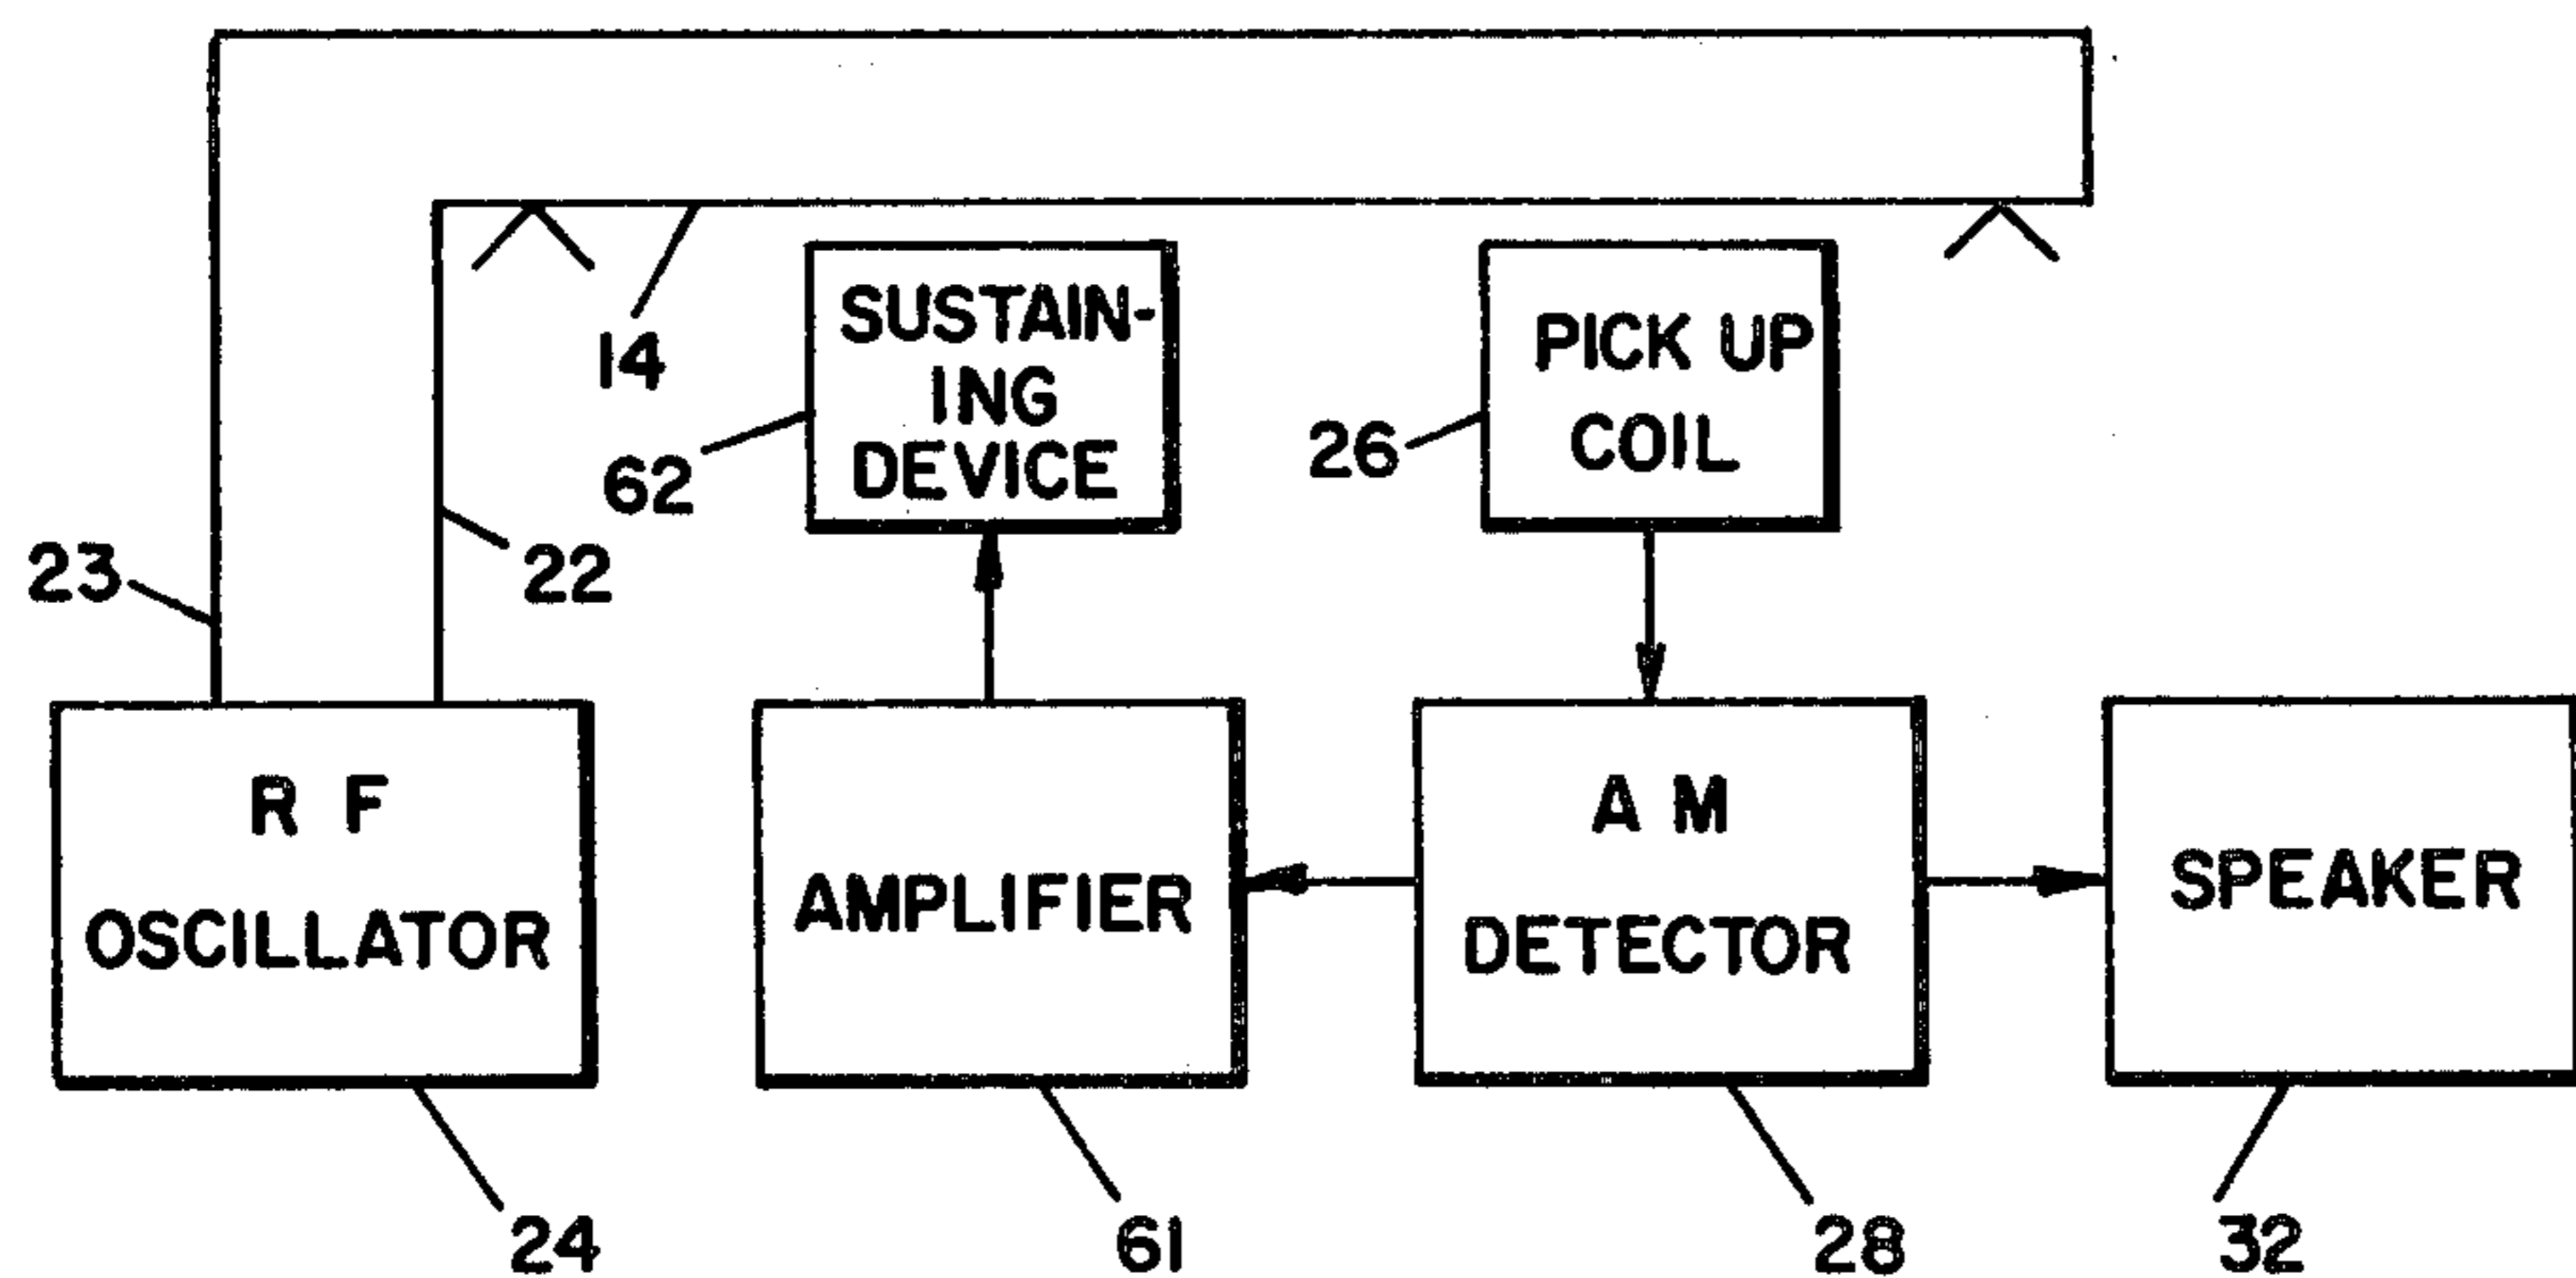 14
SUSTAIN-
ING
DEVICE
62
PICK UP
COIL
26
23
22
R F
OSCILLATOR
AMPLIFIER
A M
DETECTOR
SPEAKER
24
61
28
32